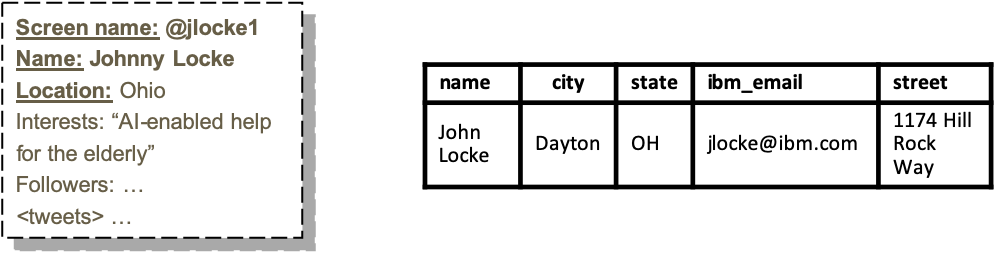 Screen name: @jlocke1
Name: Johnny Locke
Location: Ohio
Interests: “AI-enabled help
for the elderly”
Followers: …
<tweets> …
name city state ibm_email street
John Locke Dayton OH jlocke@ibm.com 1174 Hill Rock Way